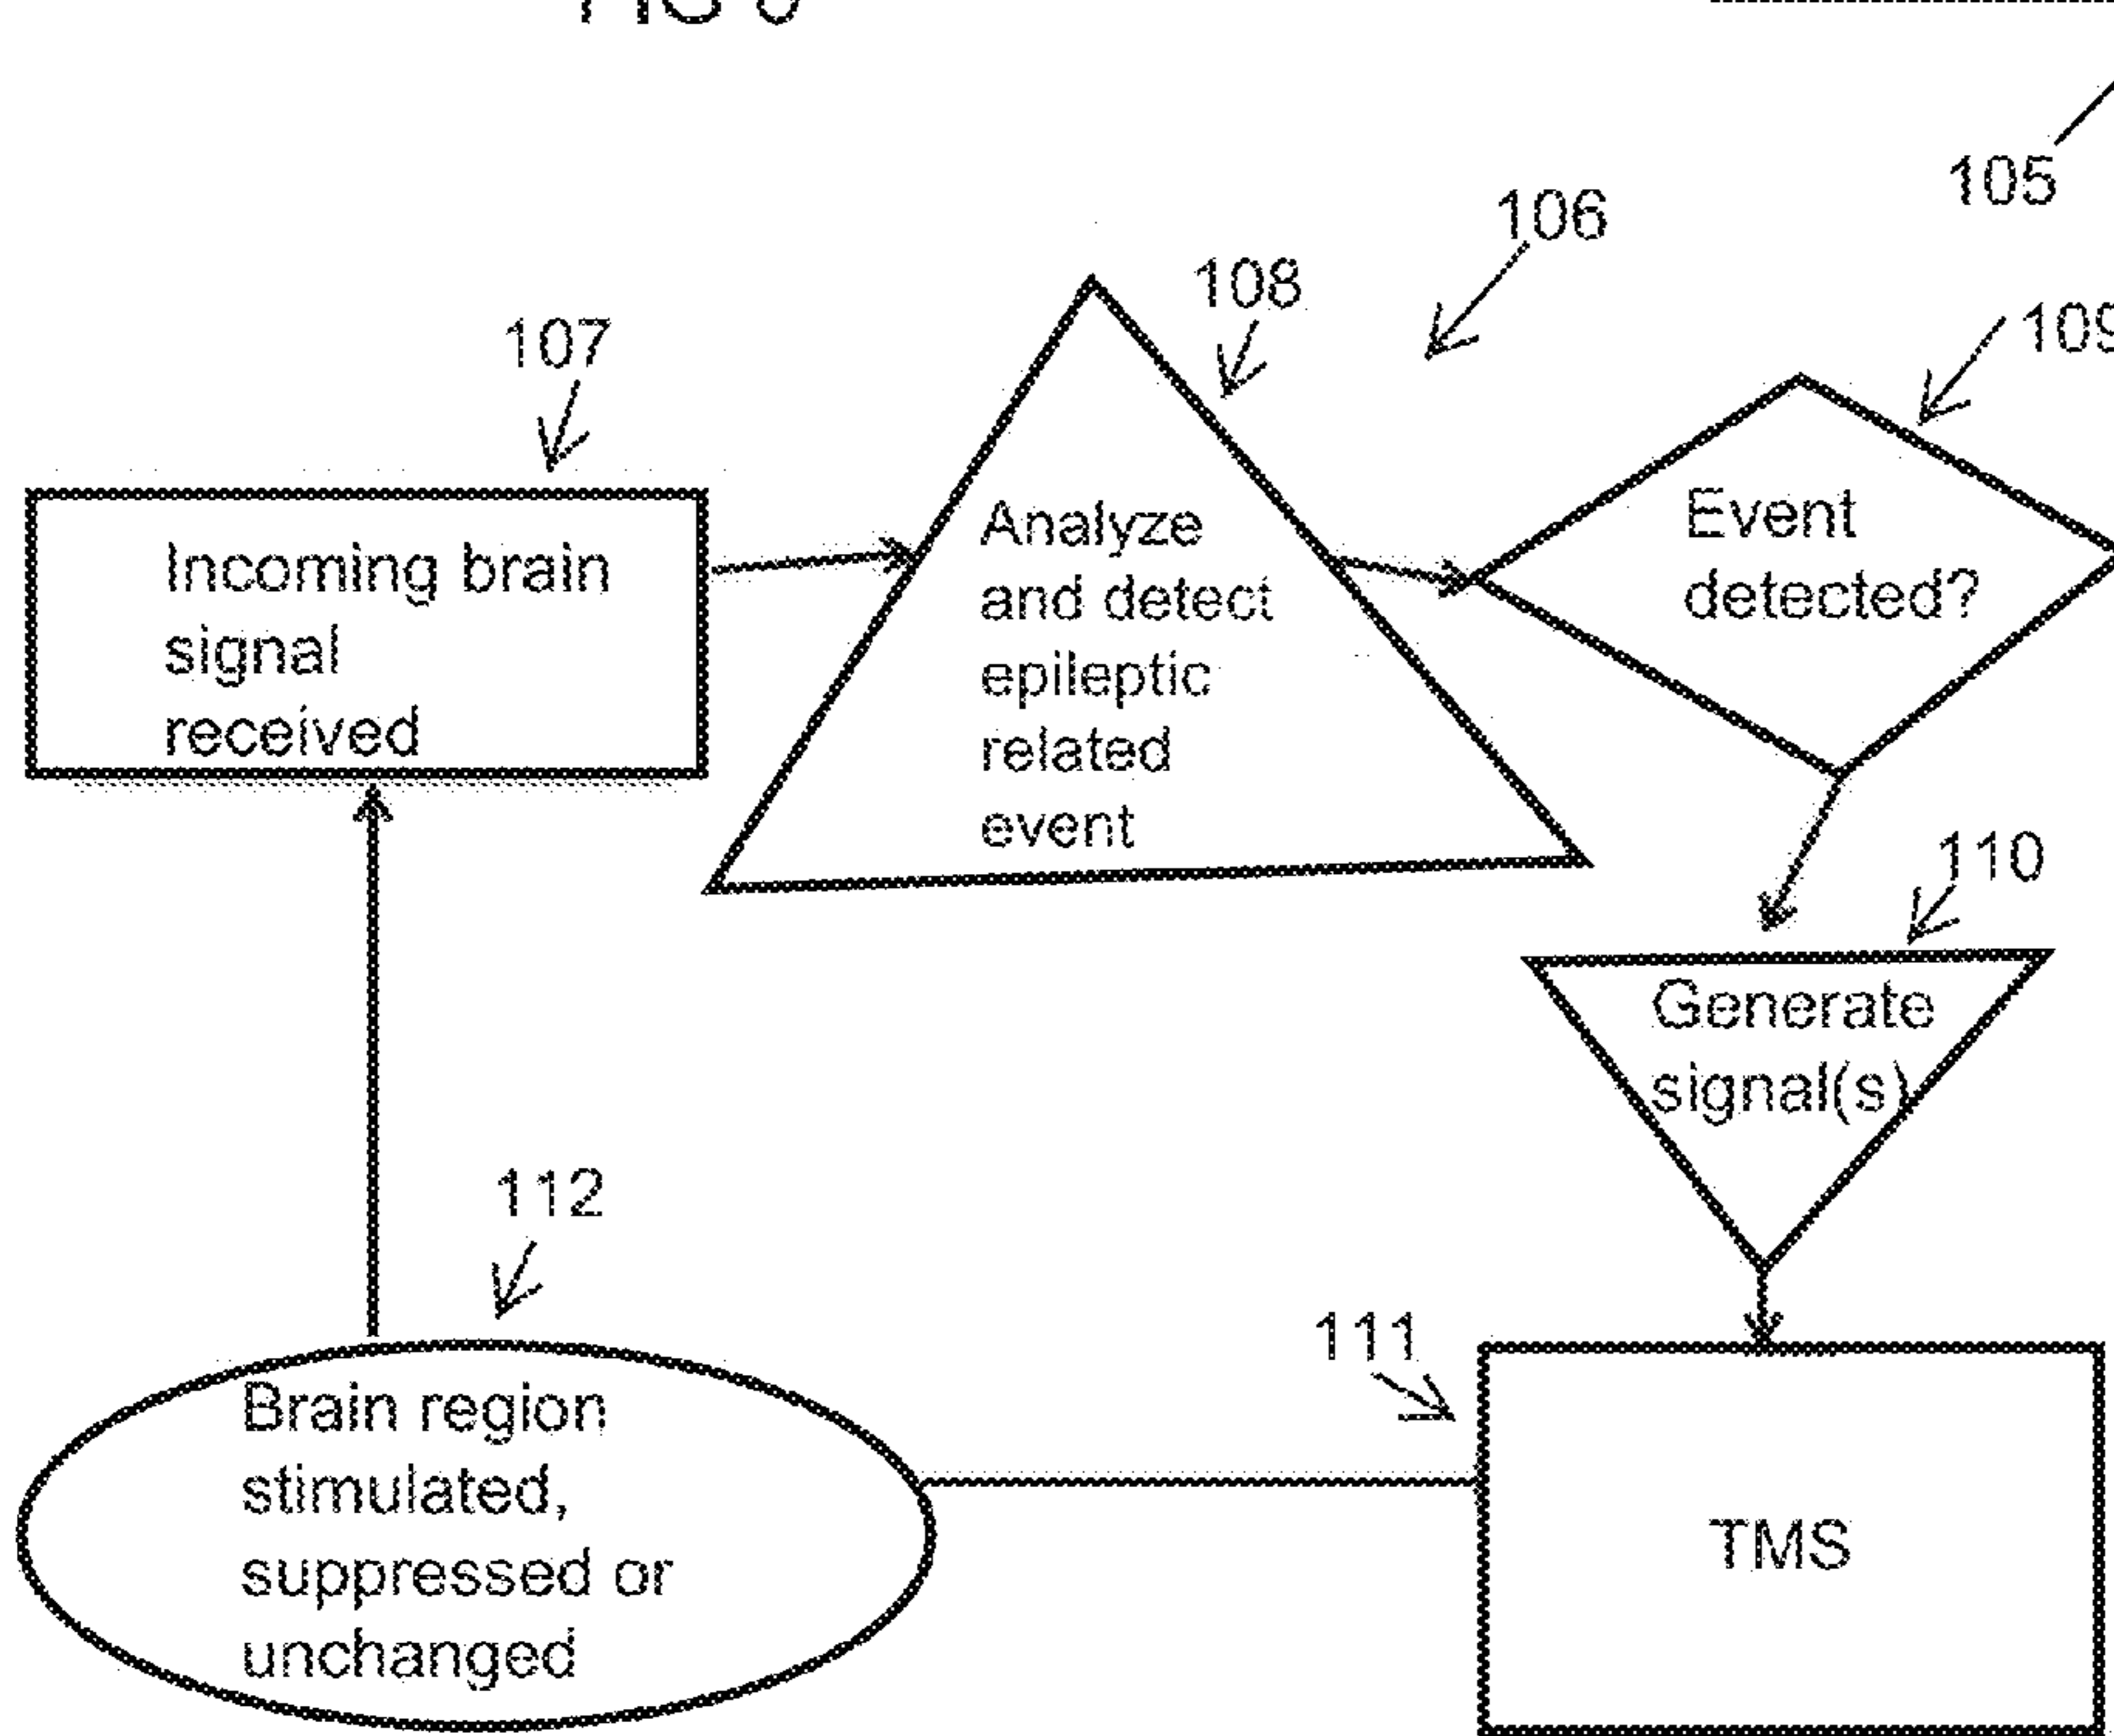 105
106
108
107
109
Incoming brain
signal
received
Analyze
and detect
epileptic
related
event
Event
detected?
110
Generate
signal(s)
112
111
Brain region
stimulated,
suppressed or
unchanged
TMS